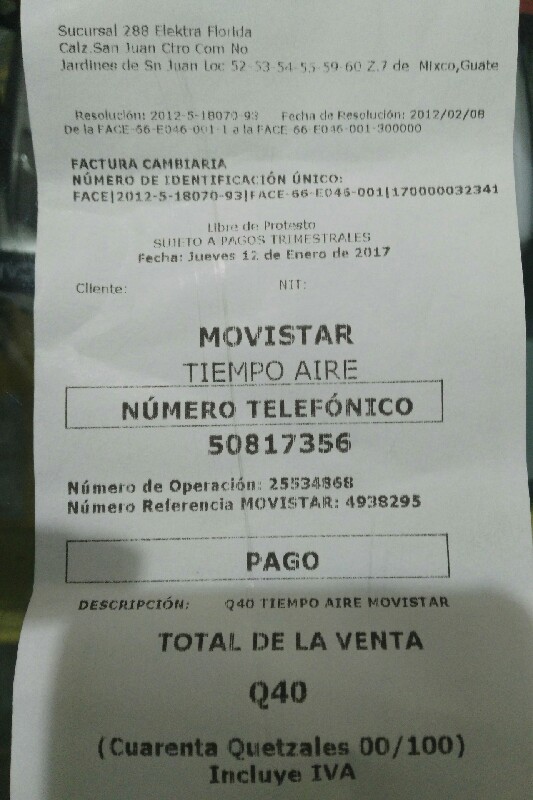 Sucursal 288 Elektra Florida
Calz.San Juan Ctro Com No
Jardines de Sn Juan Loc 52-53-54-55-59-60 Z.7 de Mixco,Guate
Resolución: 2012-5-18070-93 Fecha de Resolución: 2012/02/08
De la FACE-66-E046-001-1 a la FACE 66-E046-001-300000
FACTURA CAMBIARIA
NÚMERO DE IDENTIFICACIÓN ÚNICO:
FACE|2012-5-18070-93|FACE-66-E046-001|170000032341
Libre de Protesto
SUJETO A PAGOS TRIMESTRALES
Fecha: Jueves 12 de Enero de 2017
Cliente: NIT:
MOVISTAR
TIEMPO AIRE
NÚMERO TELEFÓNICO
50817356
Número de Operación: 25534868
Número Referencia MOVISTAR: 4938295
PAGO
DESCRIPCIÓN: Q40 TIEMPO AIRE MOVISTAR
TOTAL DE LA VENTA
Q40
(Cuarenta Quetzales 00/100)
Incluye IVA